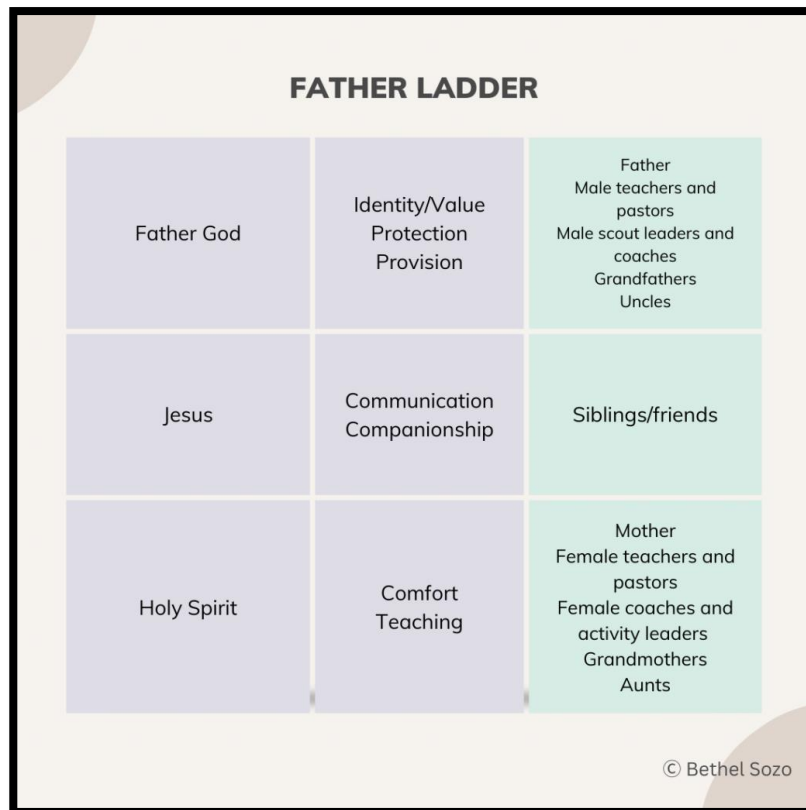 FATHER LADDER
Father God
Identity/Value
Protection
Provision
Father
Male teachers and
pastors
Male scout leaders and
coaches
Grandfathers
Uncles
Jesus
Communication
Companionship
Siblings/friends
Holy Spirit
Comfort
Teaching
Mother
Female teachers and
pastors
Female coaches and
activity leaders
Grandmothers
Aunts
© Bethel Sozo